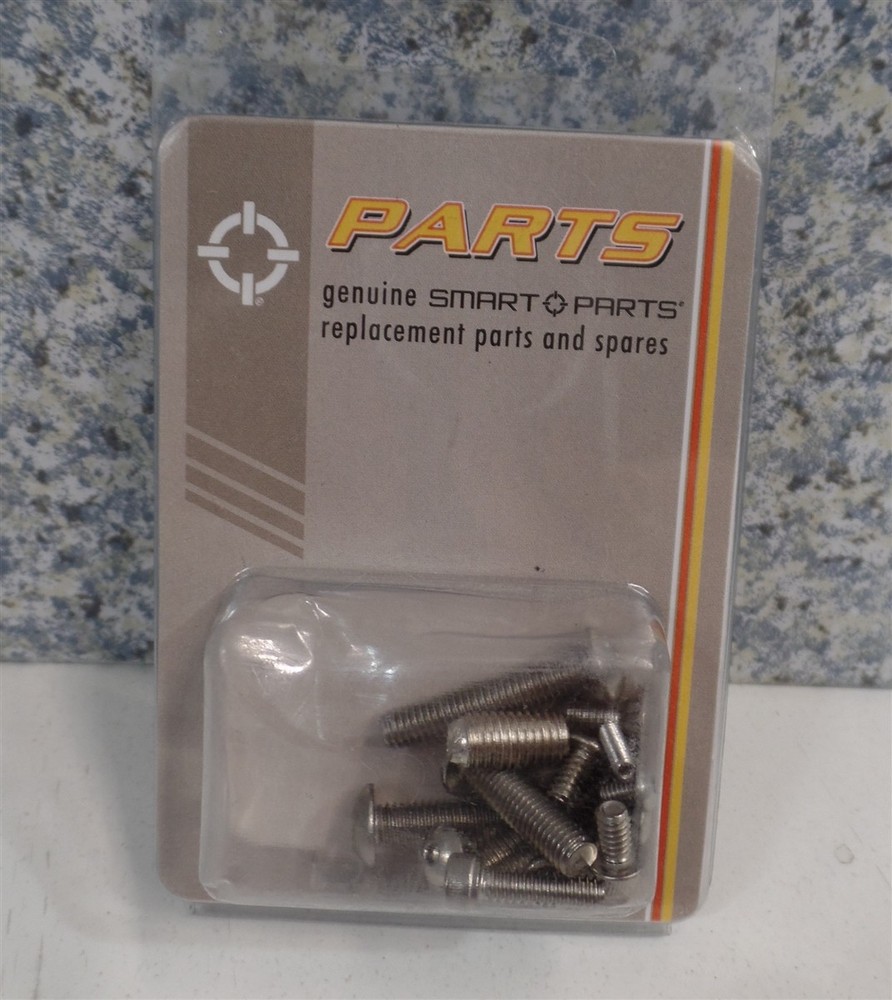 PARTS
genuine SMART PARTS®
replacement parts and spares
®